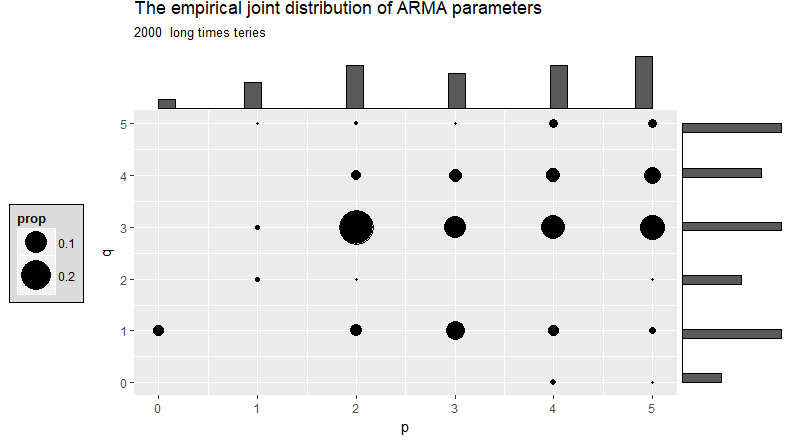 The empirical joint distribution of ARMA parameters
2000 long times teries
5
4
3
2
1
0
q
prop
0.1
0.2
0 1 2 3 4 5
p